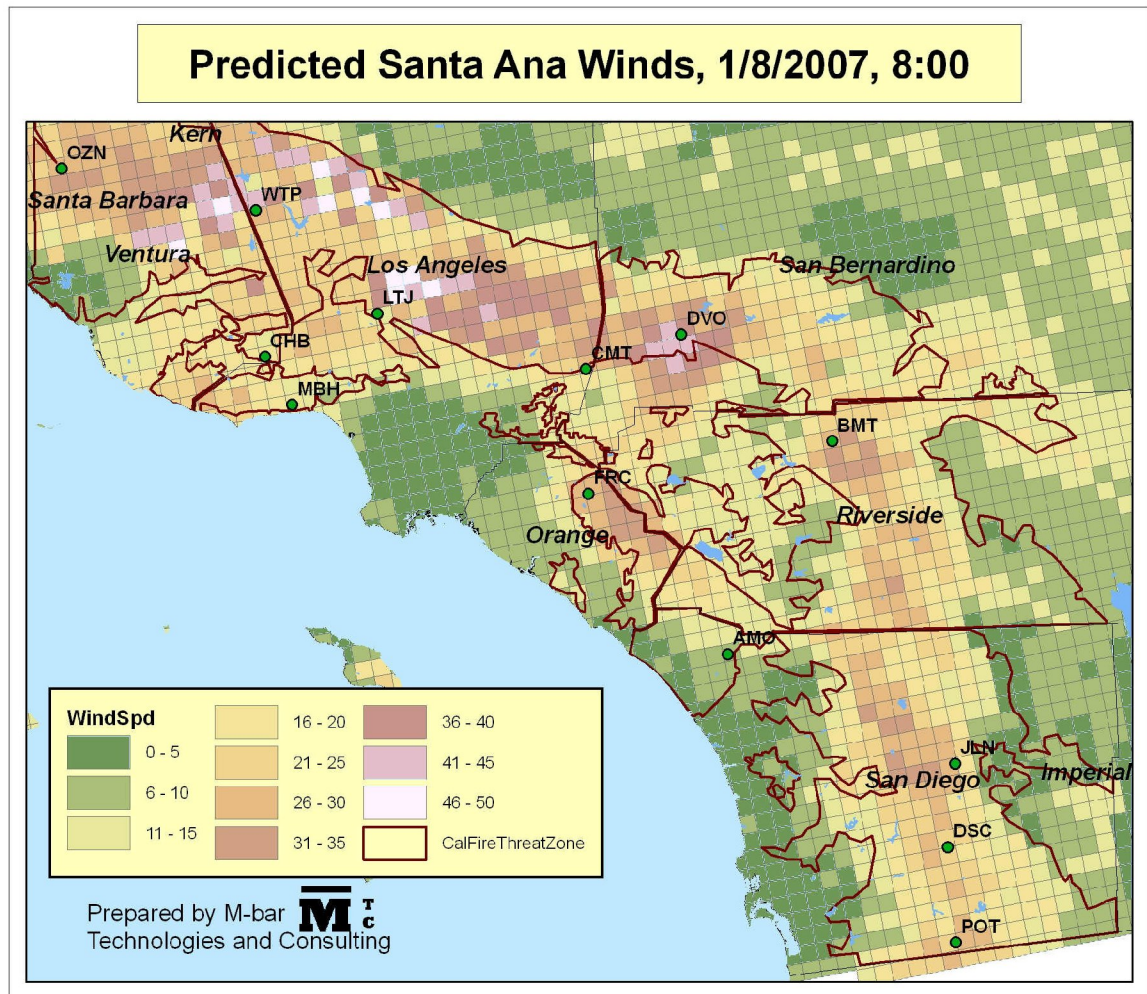 Predicted Santa Ana Winds, 1/8/2007, 8:00
Kern
OZN
Santa Barbara
WTP
Ventura
Los Angeles
San Bernardino
LTJ
DVO
CHB
CMT
MBH
BMT
FRC
Riverside
Orange
AMO
JLN
San Diego
Imperial
DSC
POT
WindSpd
0 - 5
6 - 10
11 - 15
16 - 20
21 - 25
26 - 30
31 - 35
36 - 40
41 - 45
46 - 50
CalFireThreatZone
Prepared by M-bar
Technologies and Consulting
M T C